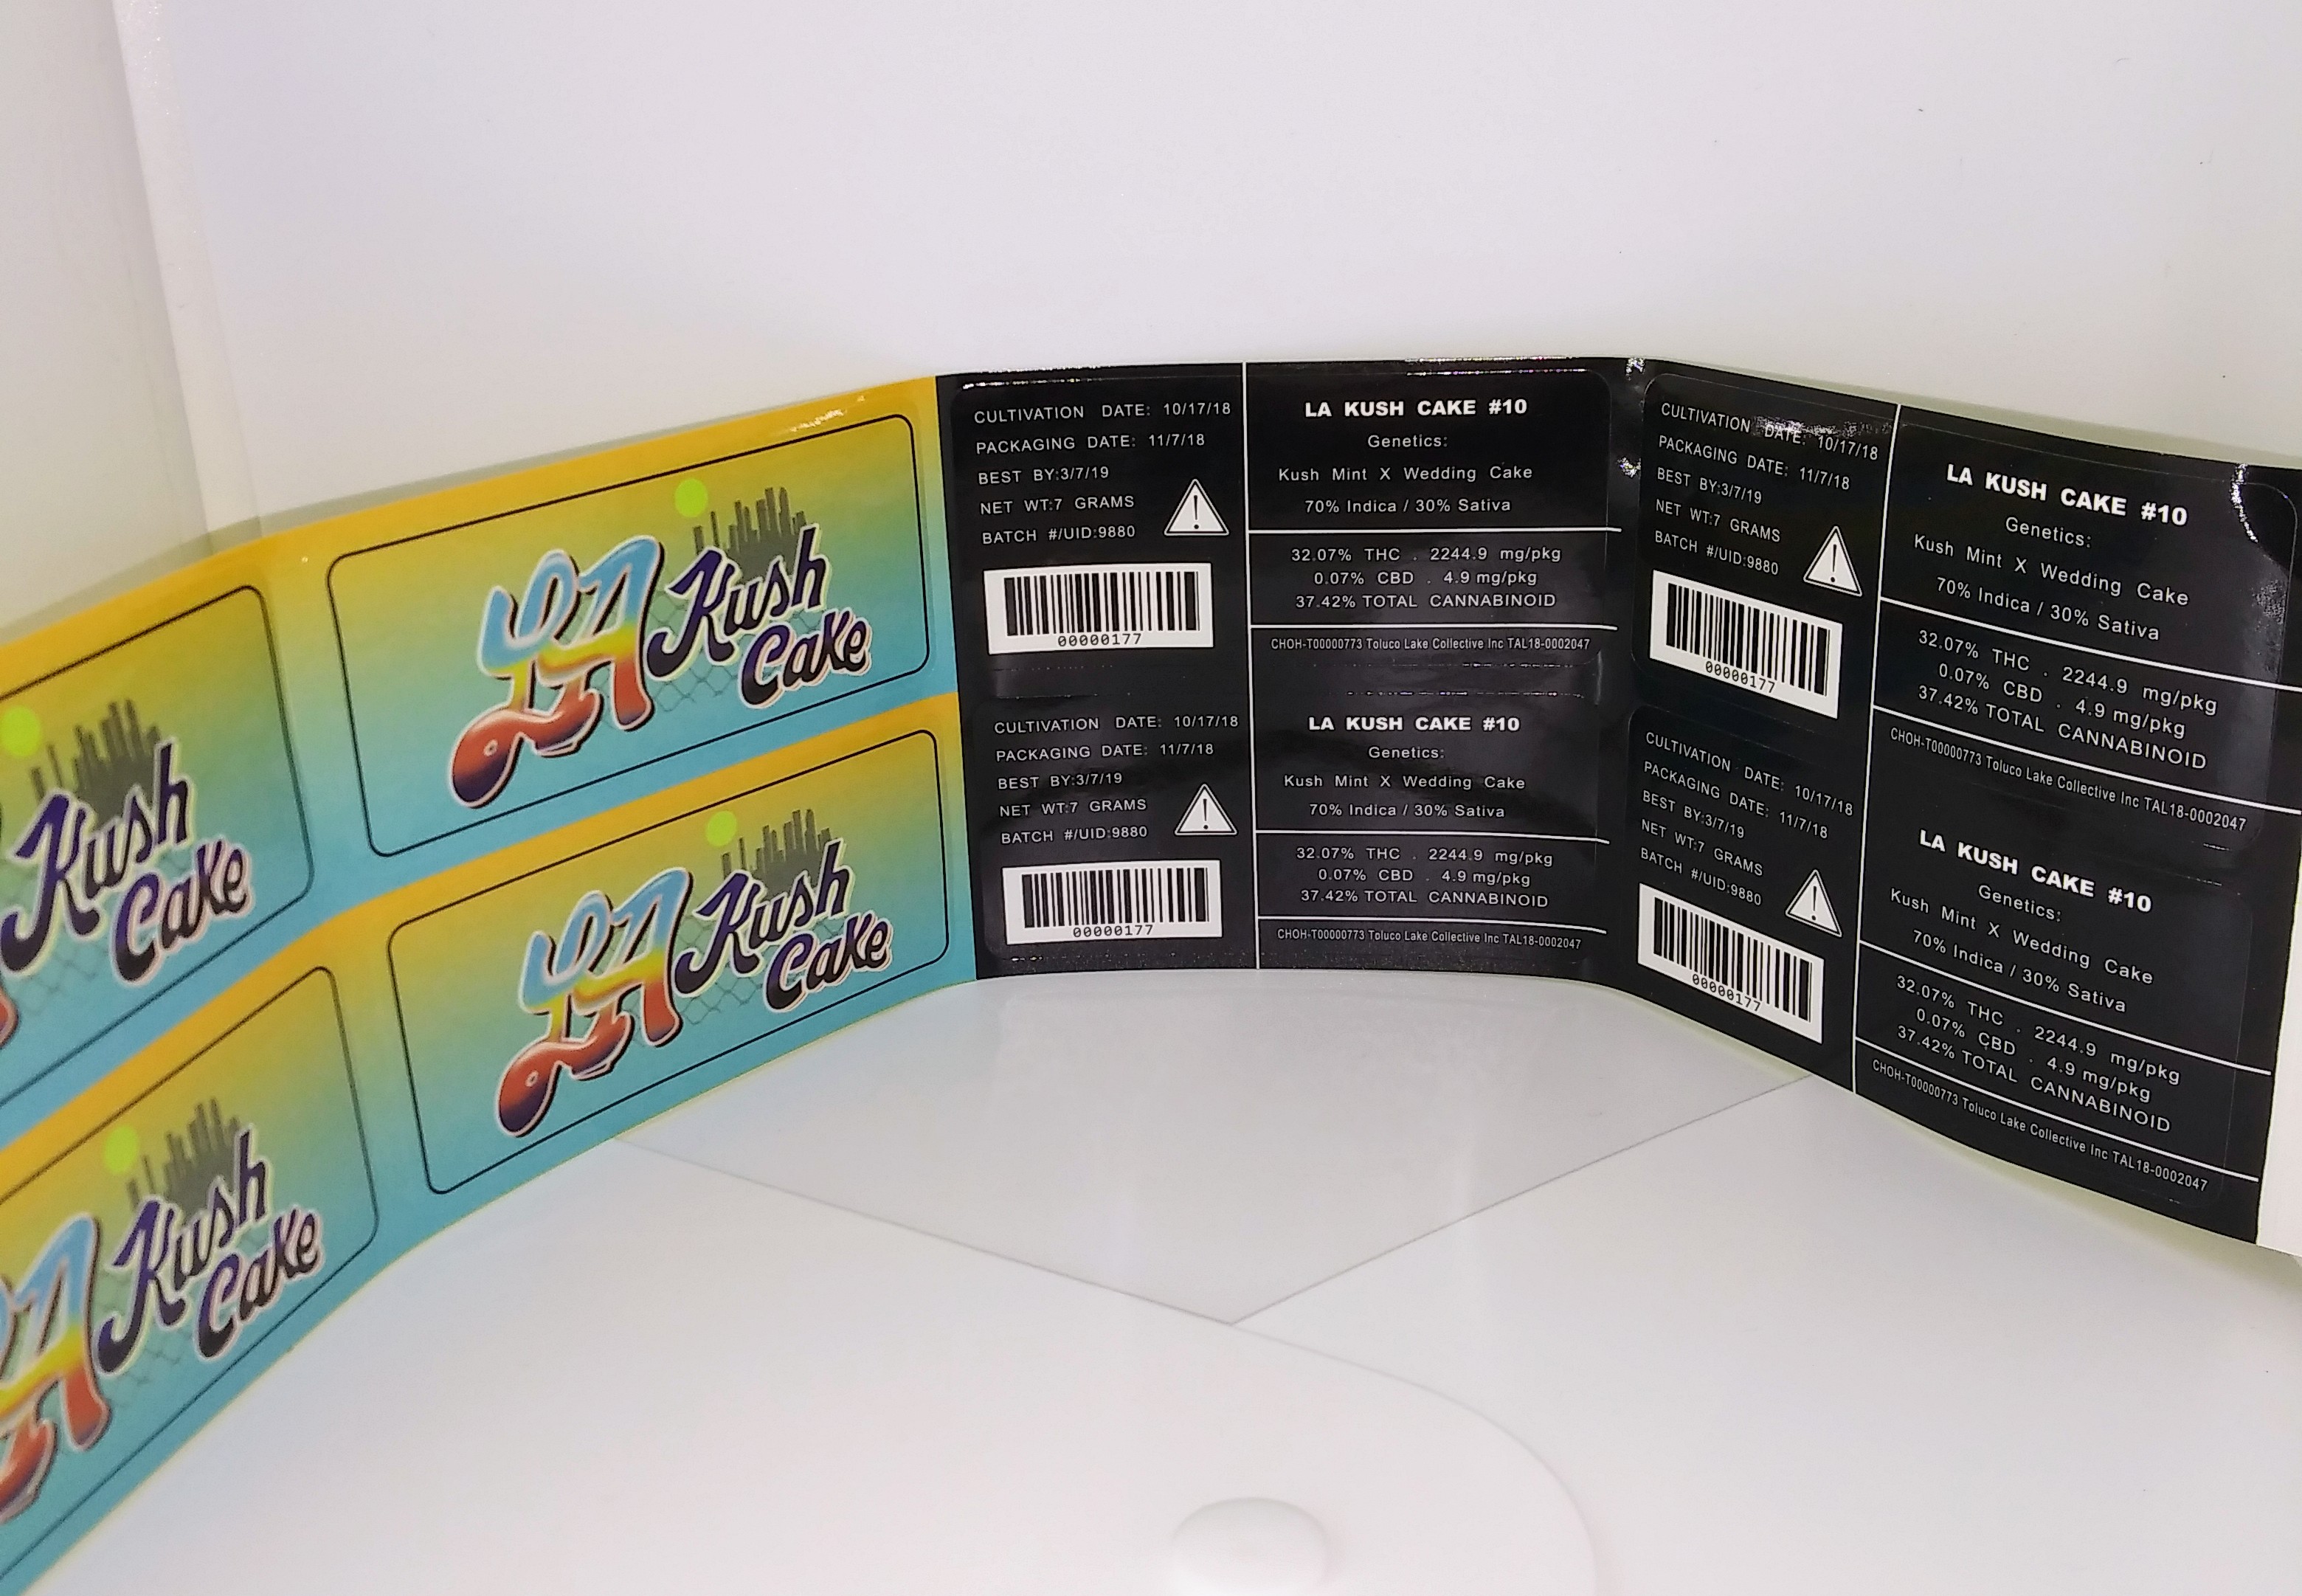 Kush
Cake
A Kush
Cake
LA Kush
Cake
LA Kush
Cake
CULTIVATION DATE: 10/17/18
PACKAGING DATE: 11/7/18
BEST BY:3/7/19
NET WT:7 GRAMS
BATCH #/UID:9880
00000177
LA KUSH CAKE #10
Genetics:
Kush Mint X Wedding Cake
70% Indica / 30% Sativa
32.07% THC . 2244.9 mg/pkg
0.07% CBD . 4.9 mg/pkg
37.42% TOTAL CANNABINOID
CHOH-T00000773 Toluco Lake Collective Inc TAL18-0002047
CULTIVATION DATE: 10/17/18
PACKAGING DATE: 11/7/18
BEST BY:3/7/19
NET WT:7 GRAMS
BATCH #/UID:9880
00000177
LA KUSH CAKE #10
Genetics:
Kush Mint X Wedding Cake
70% Indica / 30% Sativa
32.07% THC . 2244.9 mg/pkg
0.07% CBD . 4.9 mg/pkg
37.42% TOTAL CANNABINOID
CHOH-T00000773 Toluco Lake Collective Inc TAL18-0002047
CULTIVATION DATE: 10/17/18
PACKAGING DATE: 11/7/18
BEST BY:3/7/19
NET WT:7 GRAMS
BATCH #/UID:9880
00000177
LA KUSH CAKE #10
Genetics:
Kush Mint X Wedding Cake
70% Indica / 30% Sativa
32.07% THC . 2244.9 mg/pkg
0.07% CBD . 4.9 mg/pkg
37.42% TOTAL CANNABINOID
CHOH-T00000773 Toluco Lake Collective Inc TAL18-0002047
CULTIVATION DATE: 10/17/18
PACKAGING DATE: 11/7/18
BEST BY:3/7/19
NET WT:7 GRAMS
BATCH #/UID:9880
00000177
LA KUSH CAKE #10
Genetics:
Kush Mint X Wedding Cake
70% Indica / 30% Sativa
32.07% THC . 2244.9 mg/pkg
0.07% CBD . 4.9 mg/pkg
37.42% TOTAL CANNABINOID
CHOH-T00000773 Toluco Lake Collective Inc TAL18-0002047